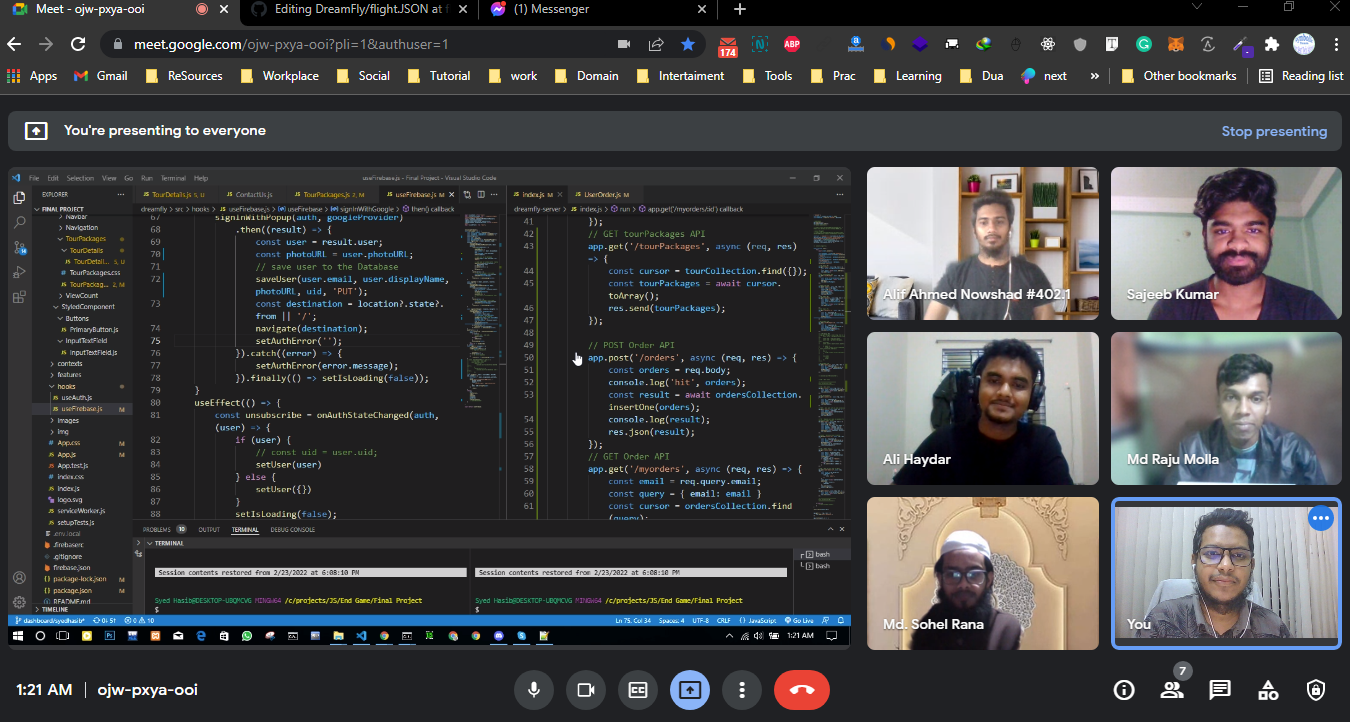 Meet - ojw-pxya-ooi
Editing DreamFly/flightJSON at f
(1) Messenger
meet.google.com/ojw-pxya-ooi?pli=1&authuser=1
174
ABP
Apps
Gmail
ReSources
Workplace
Social
Tutorial
work
Domain
Intertaiment
Tools
Prac
Learning
Dua
next
»
Other bookmarks
Reading list
You're presenting to everyone
Stop presenting
File Edit Selection View Go Run Terminal Help
useFirebase.js - Final Project - Visual Studio Code
EXPLORER
FINAL PROJECT
Navbar
Navigation
TourPackages
TourDetails
TourDetail... 5, U
TourPackages.css
TourPackag... 2, M
ViewCount
StyledComponent
Buttons
PrimaryButton.js
InputTextField
InputTextField.js
contexts
features
hooks
useAuth.js
useFirebase.js M
images
img
App.css M
App.js M
App.test.js
index.css
index.js
logo.svg
serviceWorker.js
setupTests.js
.env.local
.firebaserc
.gitignore
firebase.json
package-lock.json M
package.json M
README.md
TIMELINE
TourDetails.js 5, U
ContactUs.js
TourPackages.js 2, M
useFirebase.js M
dreamfly > src > hooks > useFirebase.js > useFirebase > signInWithGoogle > then() callback
67 signInWithPopup(auth, googleProvider)
68 .then((result) => {
69 const user = result.user;
70 const photoURL = user.photoURL;
71 // save user to the Database
72 saveUser(user.email, user.displayName,
photoURL, uid, 'PUT');
73 const destination = location?.state?.
from || '/';
74 navigate(destination);
75 setAuthError('');
76 }).catch((error) => {
77 setAuthError(error.message);
78 }).finally(() => setIsLoading(false));
79 }
80 useEffect(() => {
81 const unsubscribe = onAuthStateChanged(auth,
(user) => {
82 if (user) {
83 // const uid = user.uid;
84 setUser(user)
85 } else {
86 setUser({})
87 }
88 setIsLoading(false);
index.js M
UserOrder.js M
dreamfly-server > index.js > run > app.get('/myorders/id') callback
41 });
42 // GET tourPackages API
43 app.get('/tourPackages', async (req, res)
=> {
44 const cursor = tourCollection.find({});
45 const tourPackages = await cursor.
toArray();
46 res.send(tourPackages);
47 });
48
49 // POST Order API
50 app.post('/orders', async (req, res) => {
51 const orders = req.body;
52 console.log('hit', orders);
53 const result = await ordersCollection.
insertOne(orders);
54 console.log(result);
55 res.json(result);
56 });
57 // GET Order API
58 app.get('/myorders', async (req, res) => {
59 const email = req.query.email;
60 const query = { email: email }
61 const cursor = ordersCollection.find
(query);
PROBLEMS 10 OUTPUT TERMINAL DEBUG CONSOLE
TERMINAL
Session contents restored from 2/23/2022 at 6:08:10 PM
Syed Hasib@DESKTOP-UBQMCVG MINGW64 /c/projects/JS/End Game/Final Project
$
Session contents restored from 2/23/2022 at 6:08:10 PM
Syed Hasib@DESKTOP-UBQMCVG MINGW64 /c/projects/JS/End Game/Final Project
$
bash
bash
dashboard/syedhasib*
Ln 75, Col 34 Spaces: 4 UTF-8 CRLF JavaScript Go Live
1:21 AM
Alif Ahmed Nowshad #402.1
Sajeeb Kumar
Ali Haydar
Md Raju Molla
Md. Sohel Rana
You
1:21 AM | ojw-pxya-ooi
CC
7